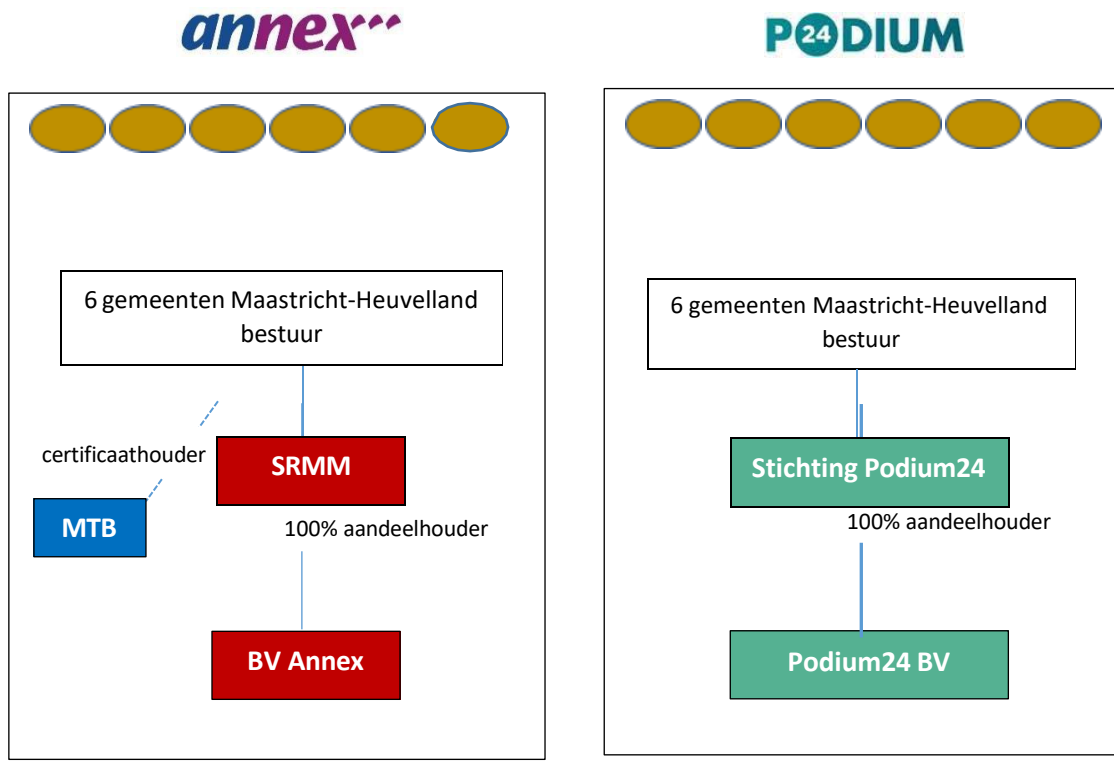 annex
6 gemeenten Maastricht-Heuvelland
bestuur
certificaathouder
SRMM
MTB
100% aandeelhouder
BV Annex
P24DIUM
6 gemeenten Maastricht-Heuvelland
bestuur
Stichting Podium24
100% aandeelhouder
Podium24 BV